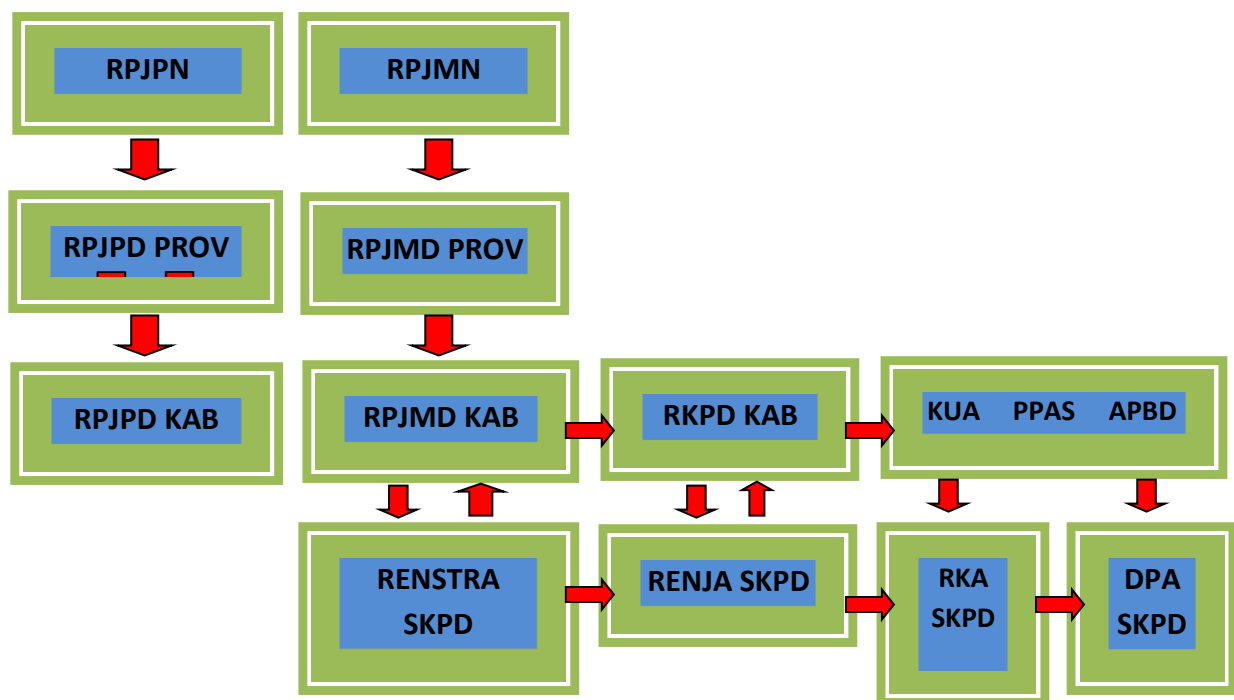 RPJPN
RPJMN
RPJPD PROV
RPJMD PROV
RPJPD KAB
RPJMD KAB
RKPD KAB
KUA PPAS APBD
RENSTRA
SKPD
RENJA SKPD
RKA
SKPD
DPA
SKPD